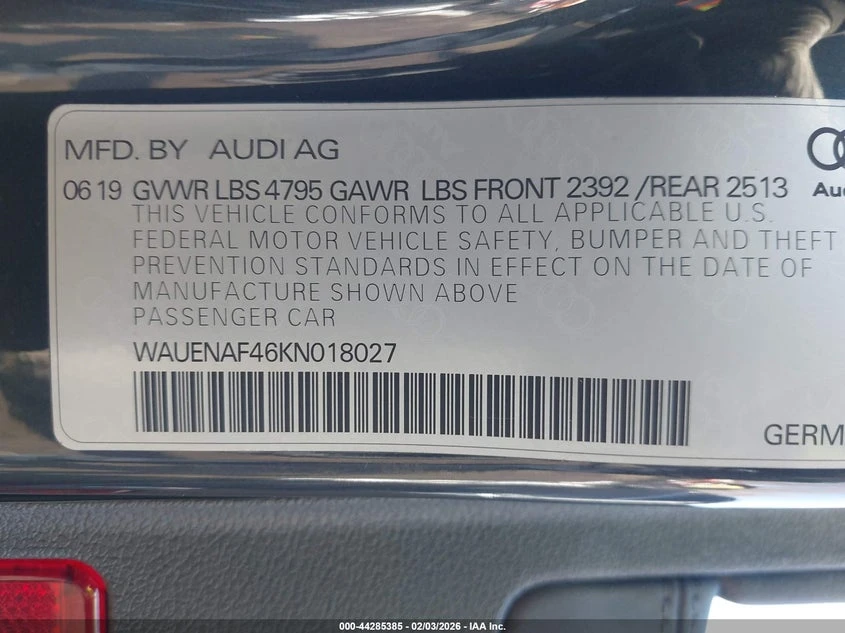 MFD. BY AUDI AG
06 19 GVWR LBS 4795 GAWR LBS FRONT 2392 /REAR 2513
THIS VEHICLE CONFORMS TO ALL APPLICABLE U.S.
FEDERAL MOTOR VEHICLE SAFETY, BUMPER AND THEFT
PREVENTION STANDARDS IN EFFECT ON THE DATE OF
MANUFACTURE SHOWN ABOVE
PASSENGER CAR
WAUENAF46KN018027
Aud
GERM
000-44285385 - 02/03/2026 - IAA Inc.